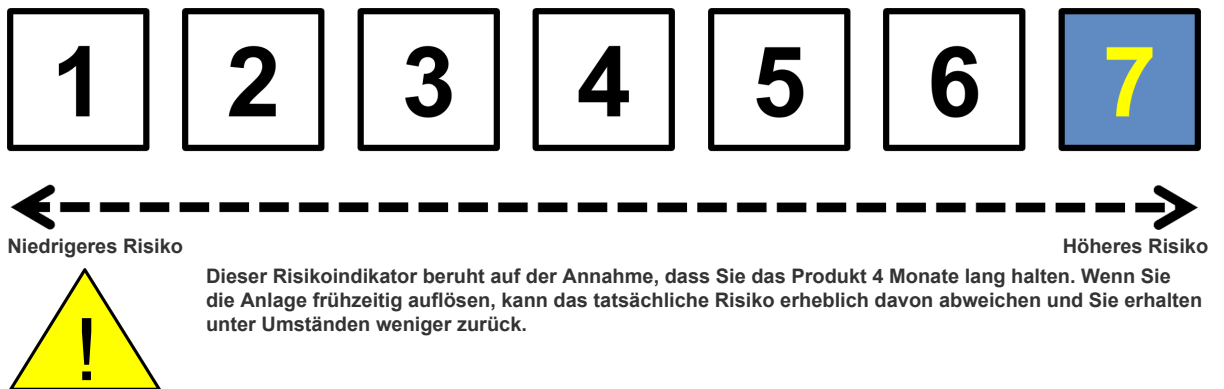 1 2 3 4 5 6 7
Niedrigeres Risiko Höheres Risiko
Dieser Risikoindikator beruht auf der Annahme, dass Sie das Produkt 4 Monate lang halten. Wenn Sie
die Anlage frühzeitig auflösen, kann das tatsächliche Risiko erheblich davon abweichen und Sie erhalten
unter Umständen weniger zurück.
!